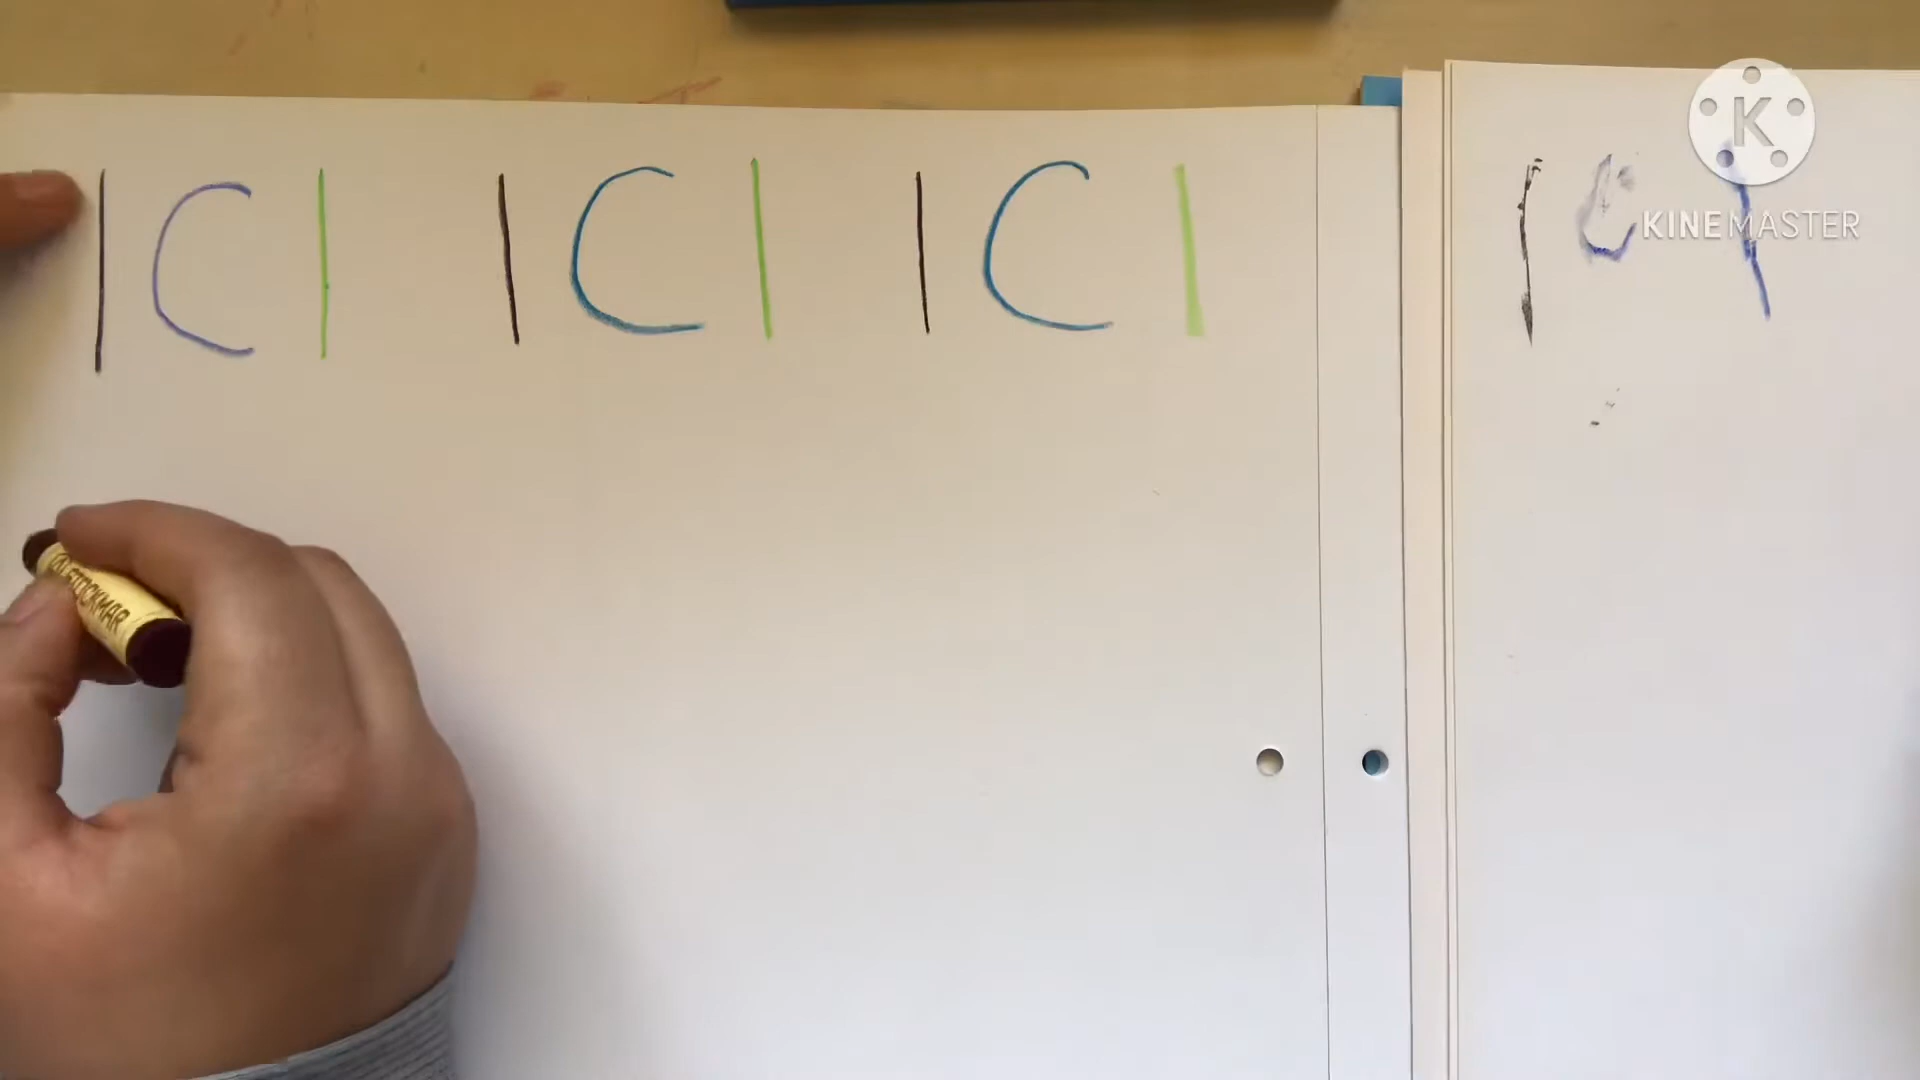 | C | | C | | C |
K
KINEMASTER
STOCKMAR